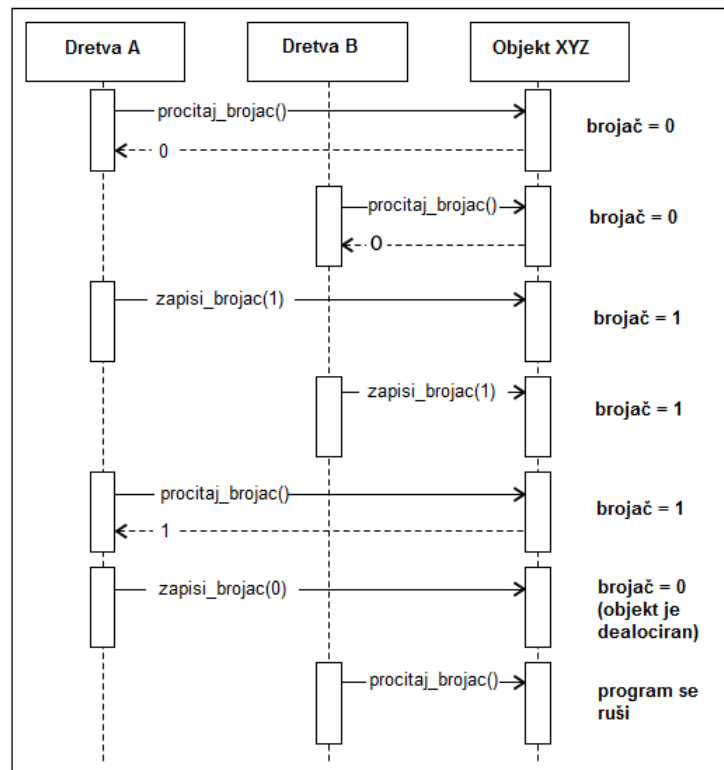 Dretva A
Dretva B
Objekt XYZ
procitaj_brojac()
brojač = 0
0
procitaj_brojac()
brojač = 0
O
zapisi_brojac(1)
brojač = 1
zapisi_brojac(1)
brojač = 1
procitaj_brojac()
brojač = 1
1
zapisi_brojac(0)
brojač = 0
(objekt je
dealociran)
procitaj_brojac()
program se
ruši